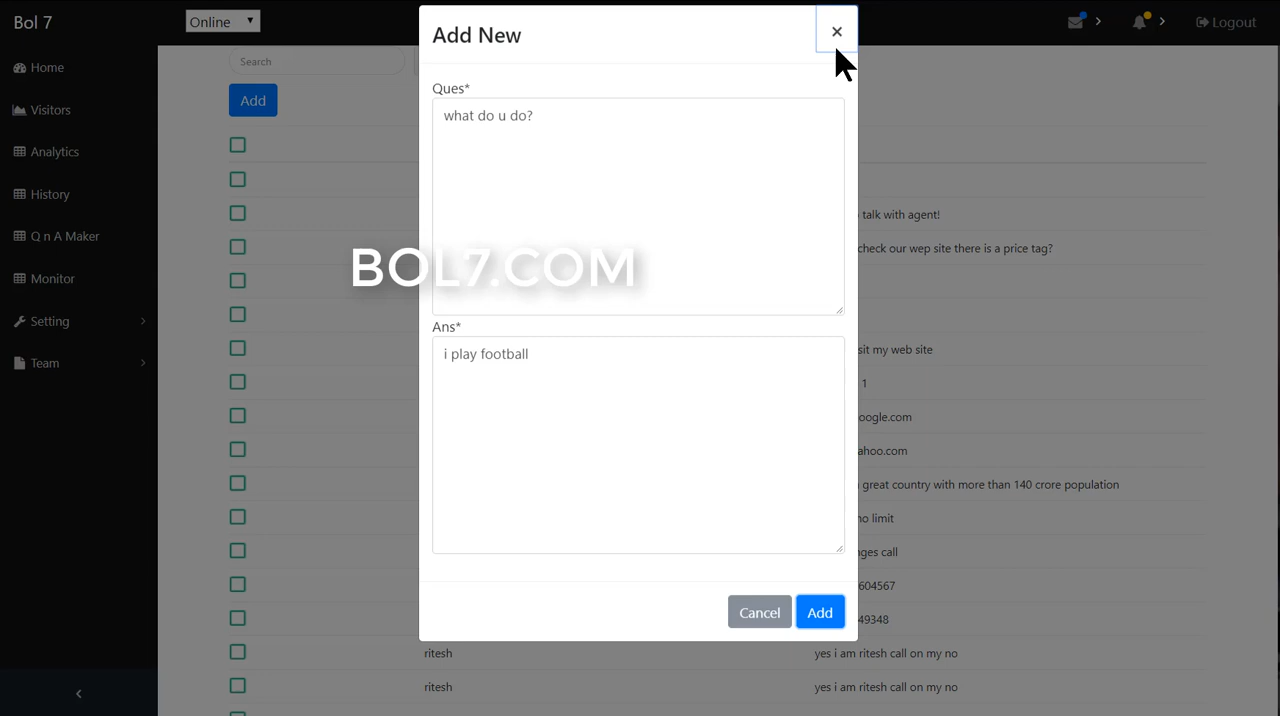 Bol 7
Online
Logout
Home
Visitors
Analytics
History
Q n A Maker
Monitor
Setting
Team
Search
Add
Add New
×
Ques*
what do u do?
BOL7.COM
Ans*
i play football
Cancel
Add
talk with agent!
check our wep site there is a price tag?
sit my web site
1
oogle.com
ahoo.com
great country with more than 140 crore population
no limit
nges call
604567
49348
ritesh
yes i am ritesh call on my no
ritesh
yes i am ritesh call on my no